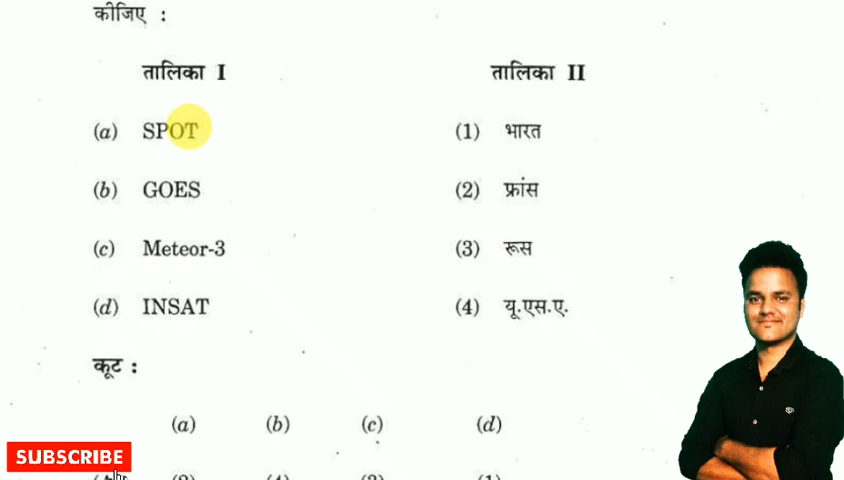 कीजिए :
तालिका I तालिका II
(a) SPOT (1) भारत
(b) GOES (2) फ्रांस
(c) Meteor-3 (3) रूस
(d) INSAT (4) यू.एस.ए.
कूट :
(a) (b) (c) (d)
SUBSCRIBE